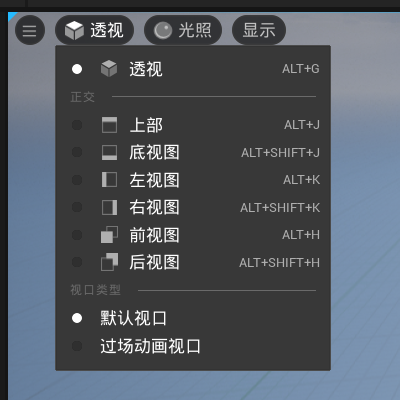 透视 光照 显示
透视 ALT+G
正交
上部 ALT+J
底视图 ALT+SHIFT+J
左视图 ALT+K
右视图 ALT+SHIFT+K
前视图 ALT+H
后视图 ALT+SHIFT+H
视口类型
默认视口
过场动画视口